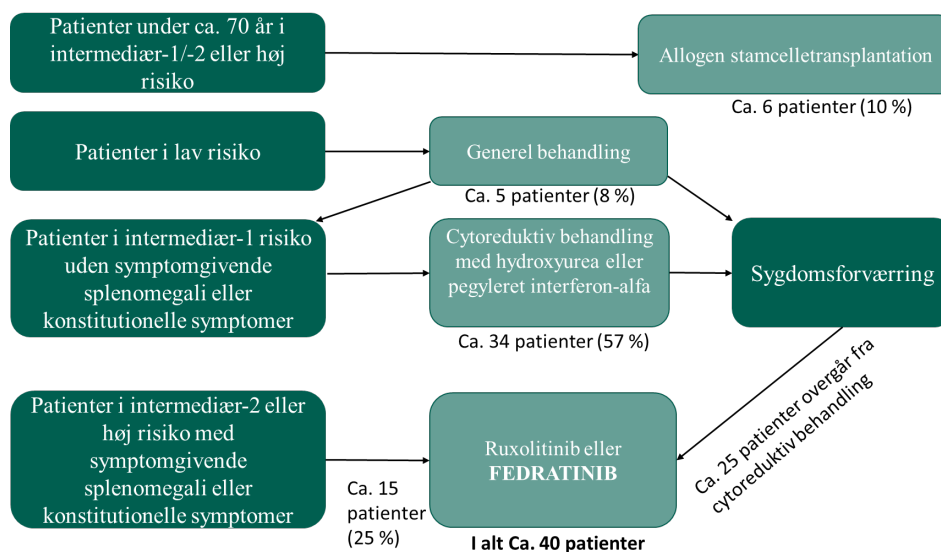 Patienter under ca. 70 år i
intermediær-1/-2 eller høj
risiko
Allogen stamcelletransplantation
Ca. 6 patienter (10 %)
Patienter i lav risiko
Generel behandling
Ca. 5 patienter (8 %)
Patienter i intermediær-1 risiko
uden symptomgivende
splenomegali eller
konstitutionelle symptomer
Cytoreduktiv behandling
med hydroxyurea eller
pegyleret interferon-alfa
Ca. 34 patienter (57 %)
Sygdomsforværring
Ca. 25 patienter overgår fra
cytoreduktiv behandling
Patienter i intermediær-2 eller
høj risiko med
symptomgivende
splenomegali eller
konstitutionelle symptomer
Ca. 15
patienter
(25 %)
Ruxolitinib eller
FEDRATINIB
I alt Ca. 40 patienter